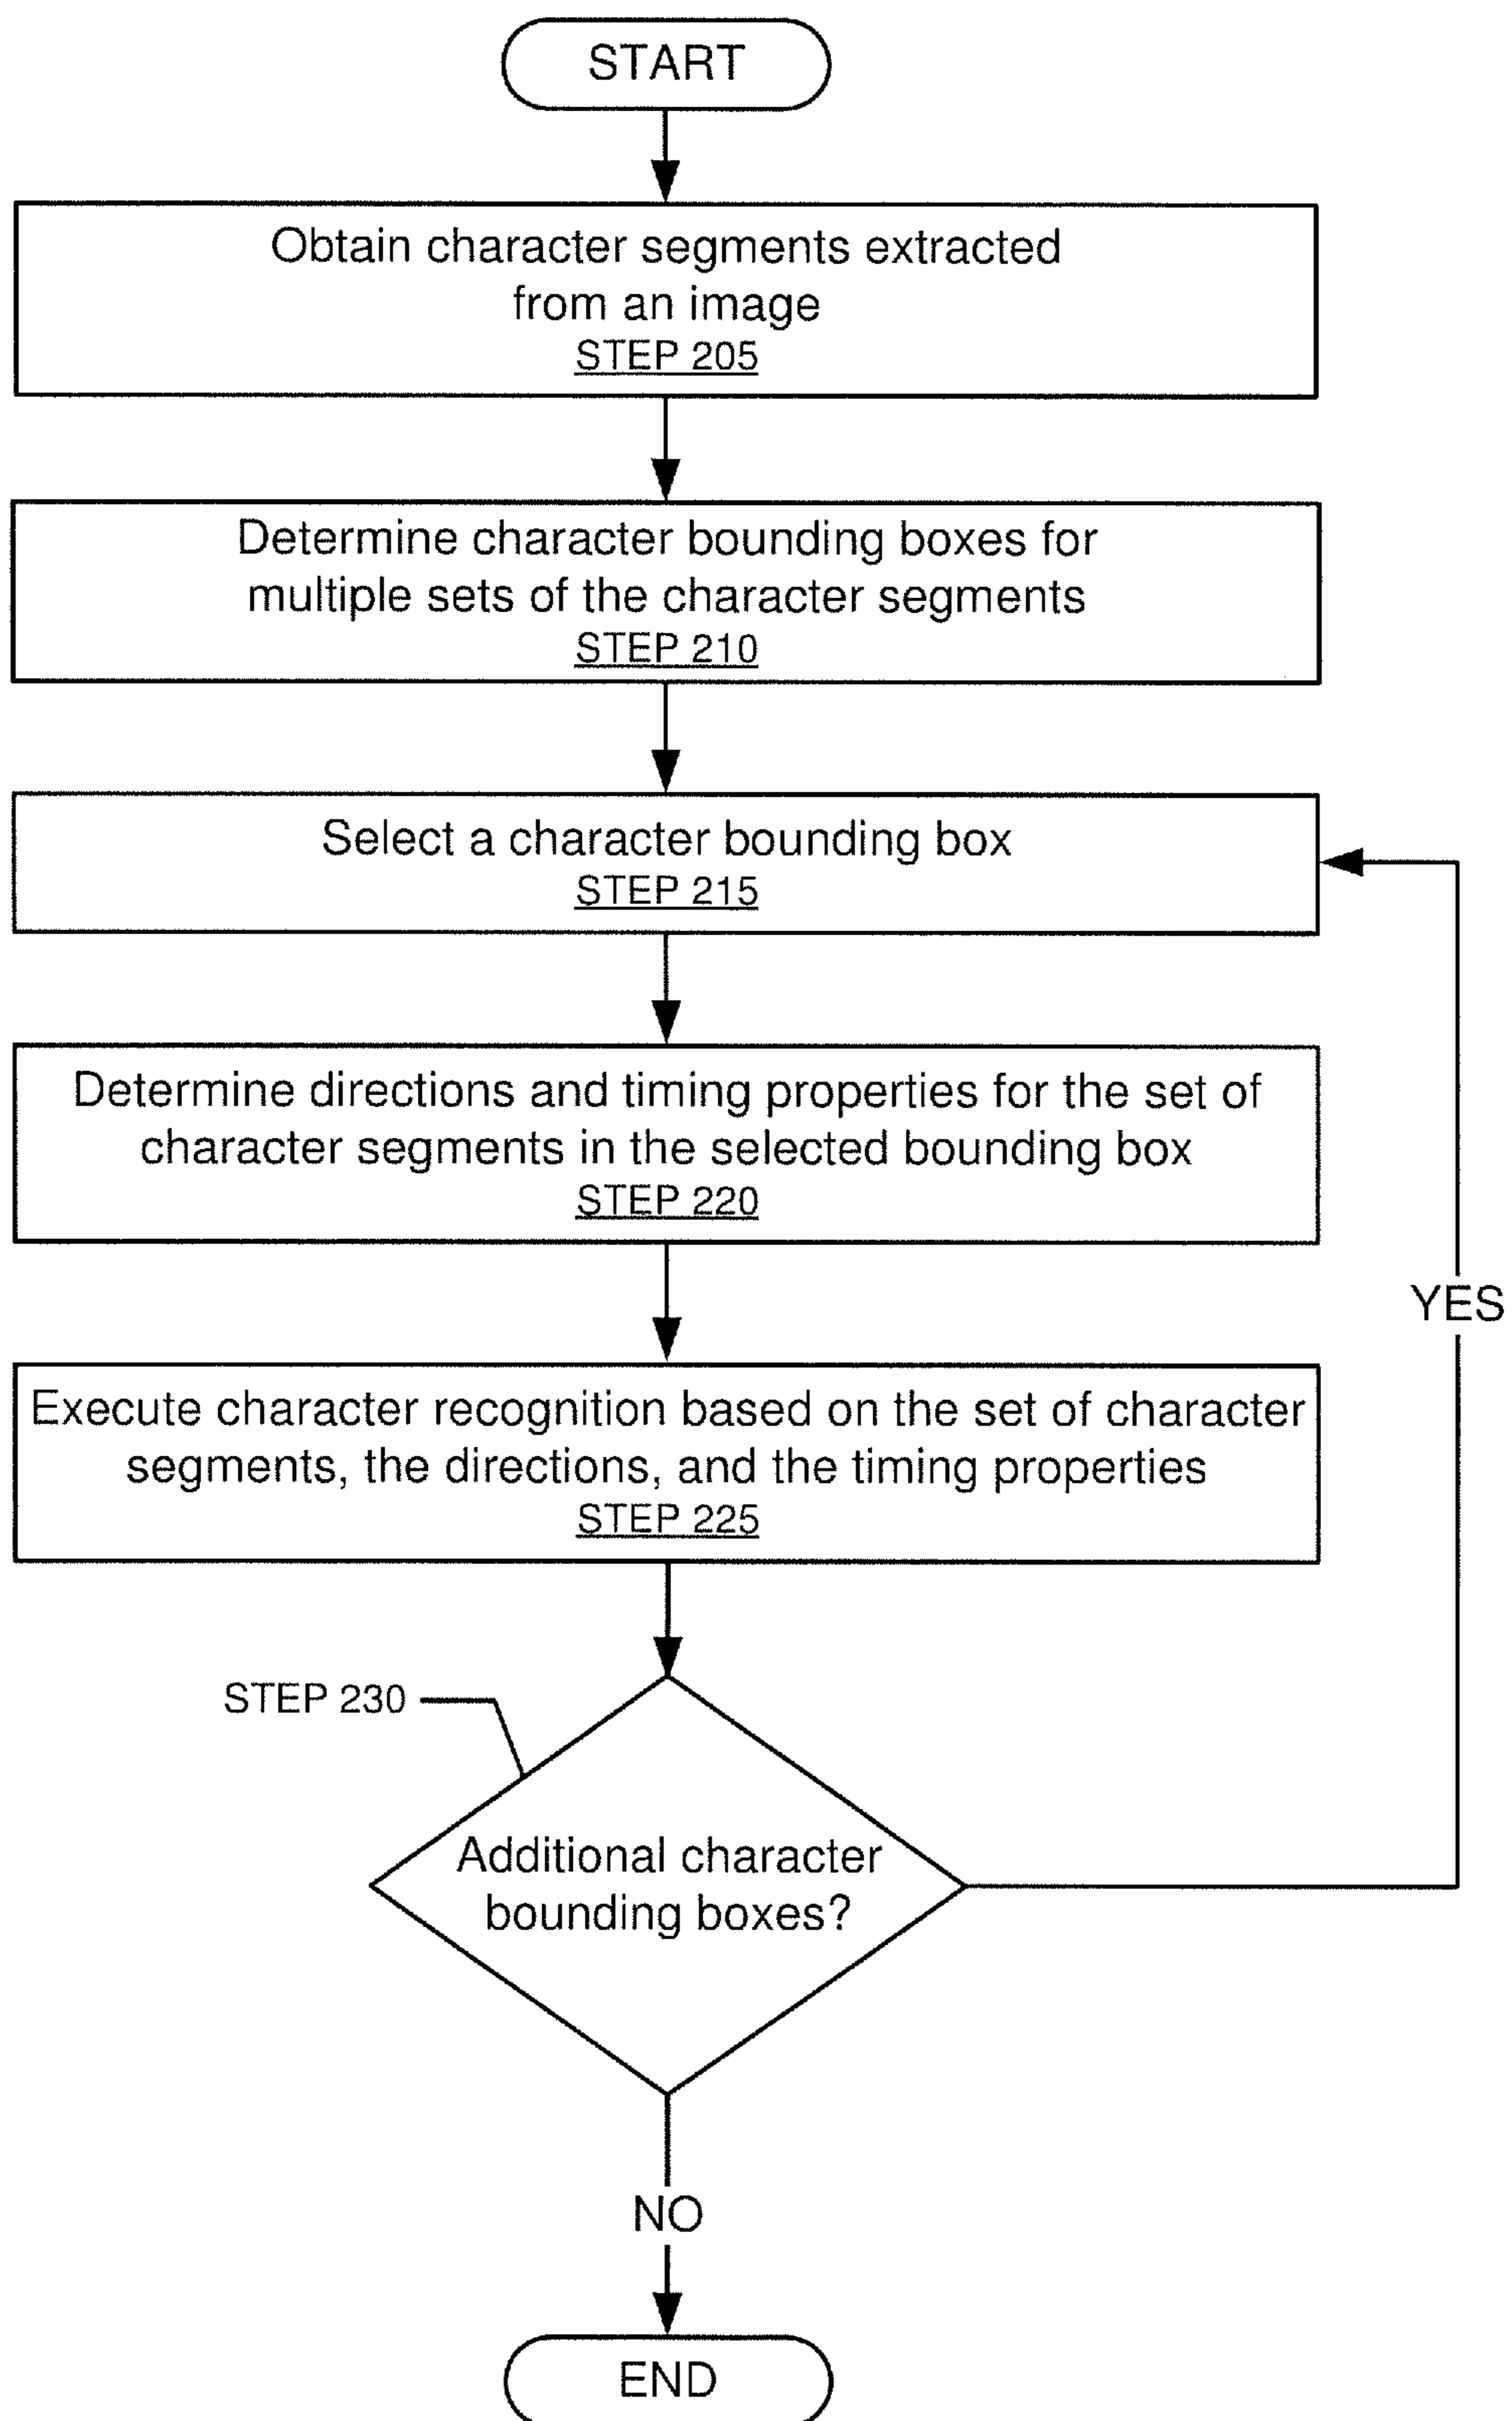 START
Obtain character segments extracted
from an image
STEP 205
Determine character bounding boxes for
multiple sets of the character segments
STEP 210
Select a character bounding box
STEP 215
Determine directions and timing properties for the set of
character segments in the selected bounding box
STEP 220
YES
Execute character recognition based on the set of character
segments, the directions, and the timing properties
STEP 225
STEP 230
Additional character
bounding boxes?
NO
END